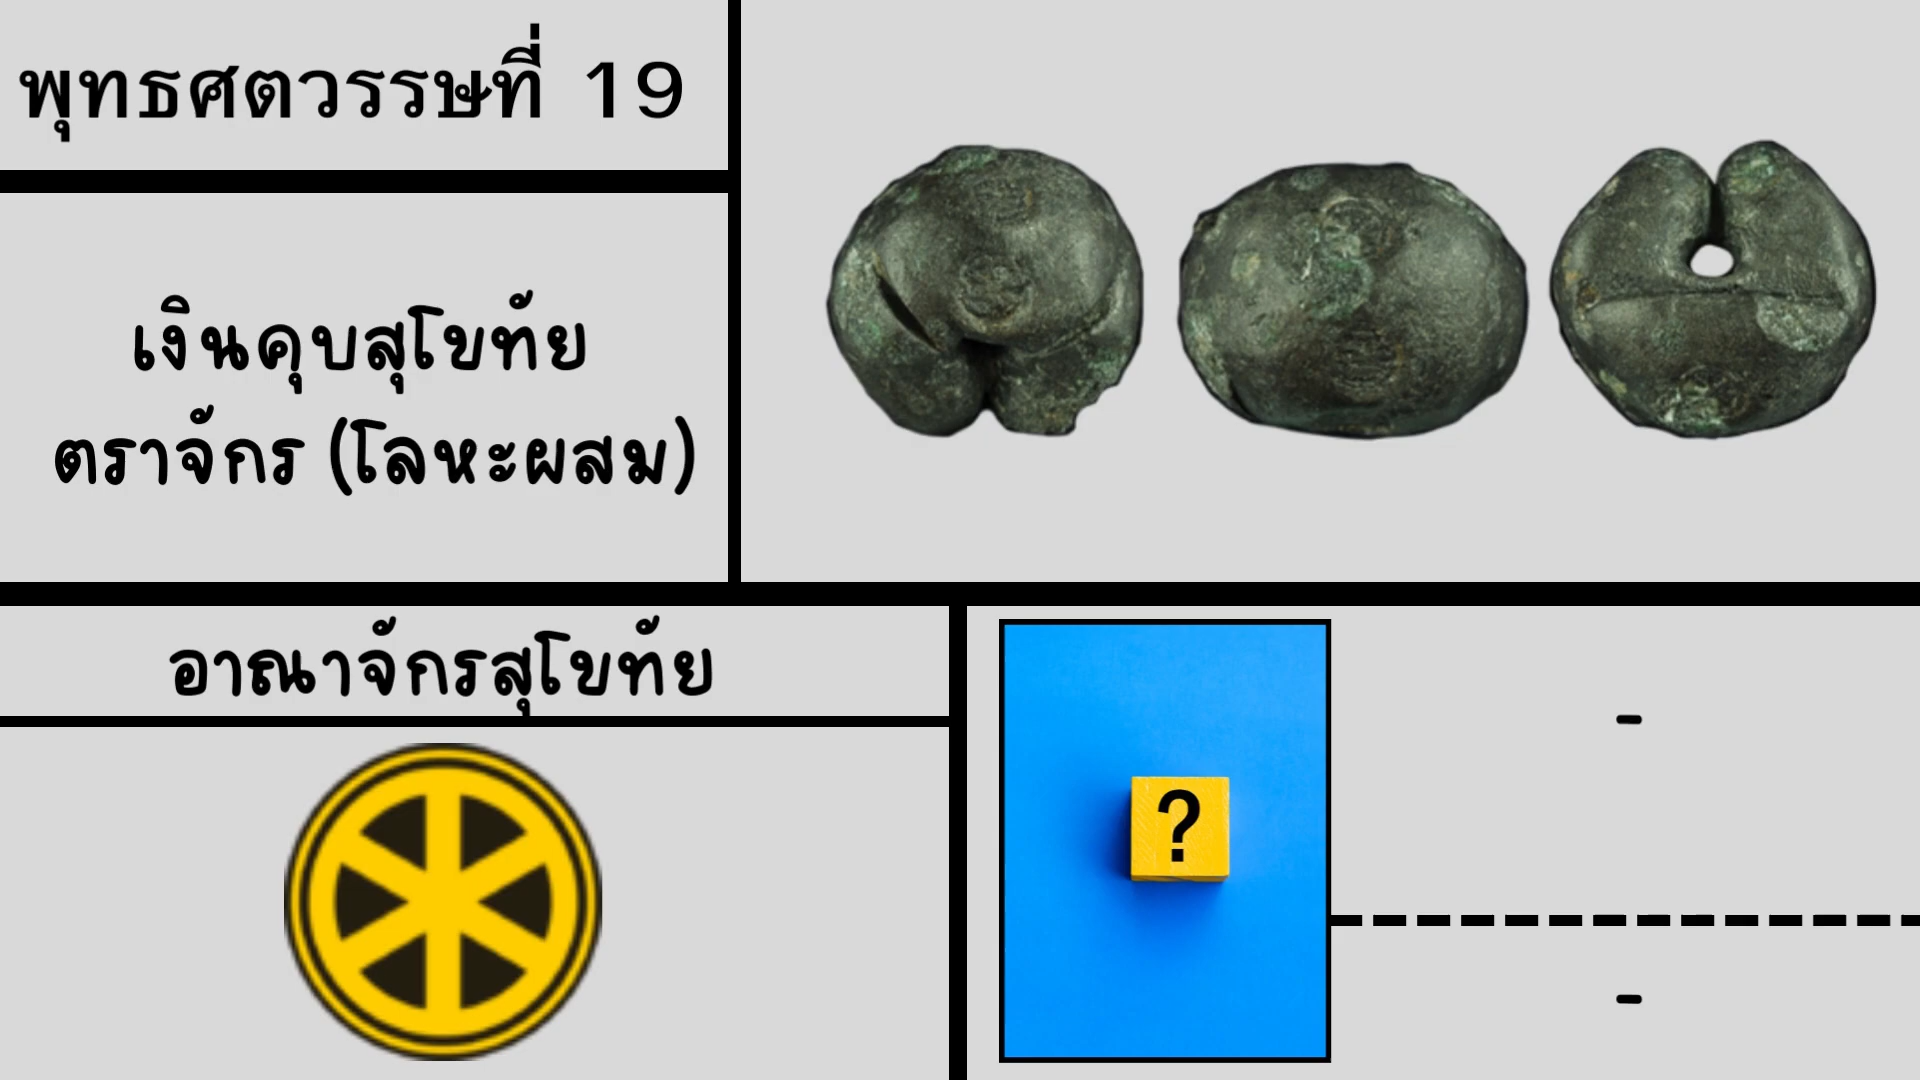 พุทธศตวรรษที่ 19
เงินคุบสุโขทัย
ตราจักร (โลหะผสม)
อาณาจักรสุโขทัย
?
-
-